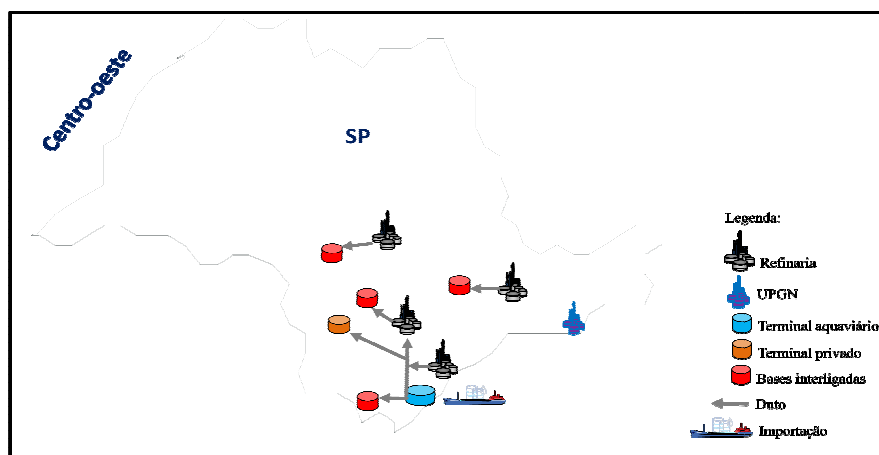 Centro-oeste
SP
Legenda:
Refinaria
UPGN
Terminal aquaviário
Terminal privado
Bases interligadas
Duto
Importação